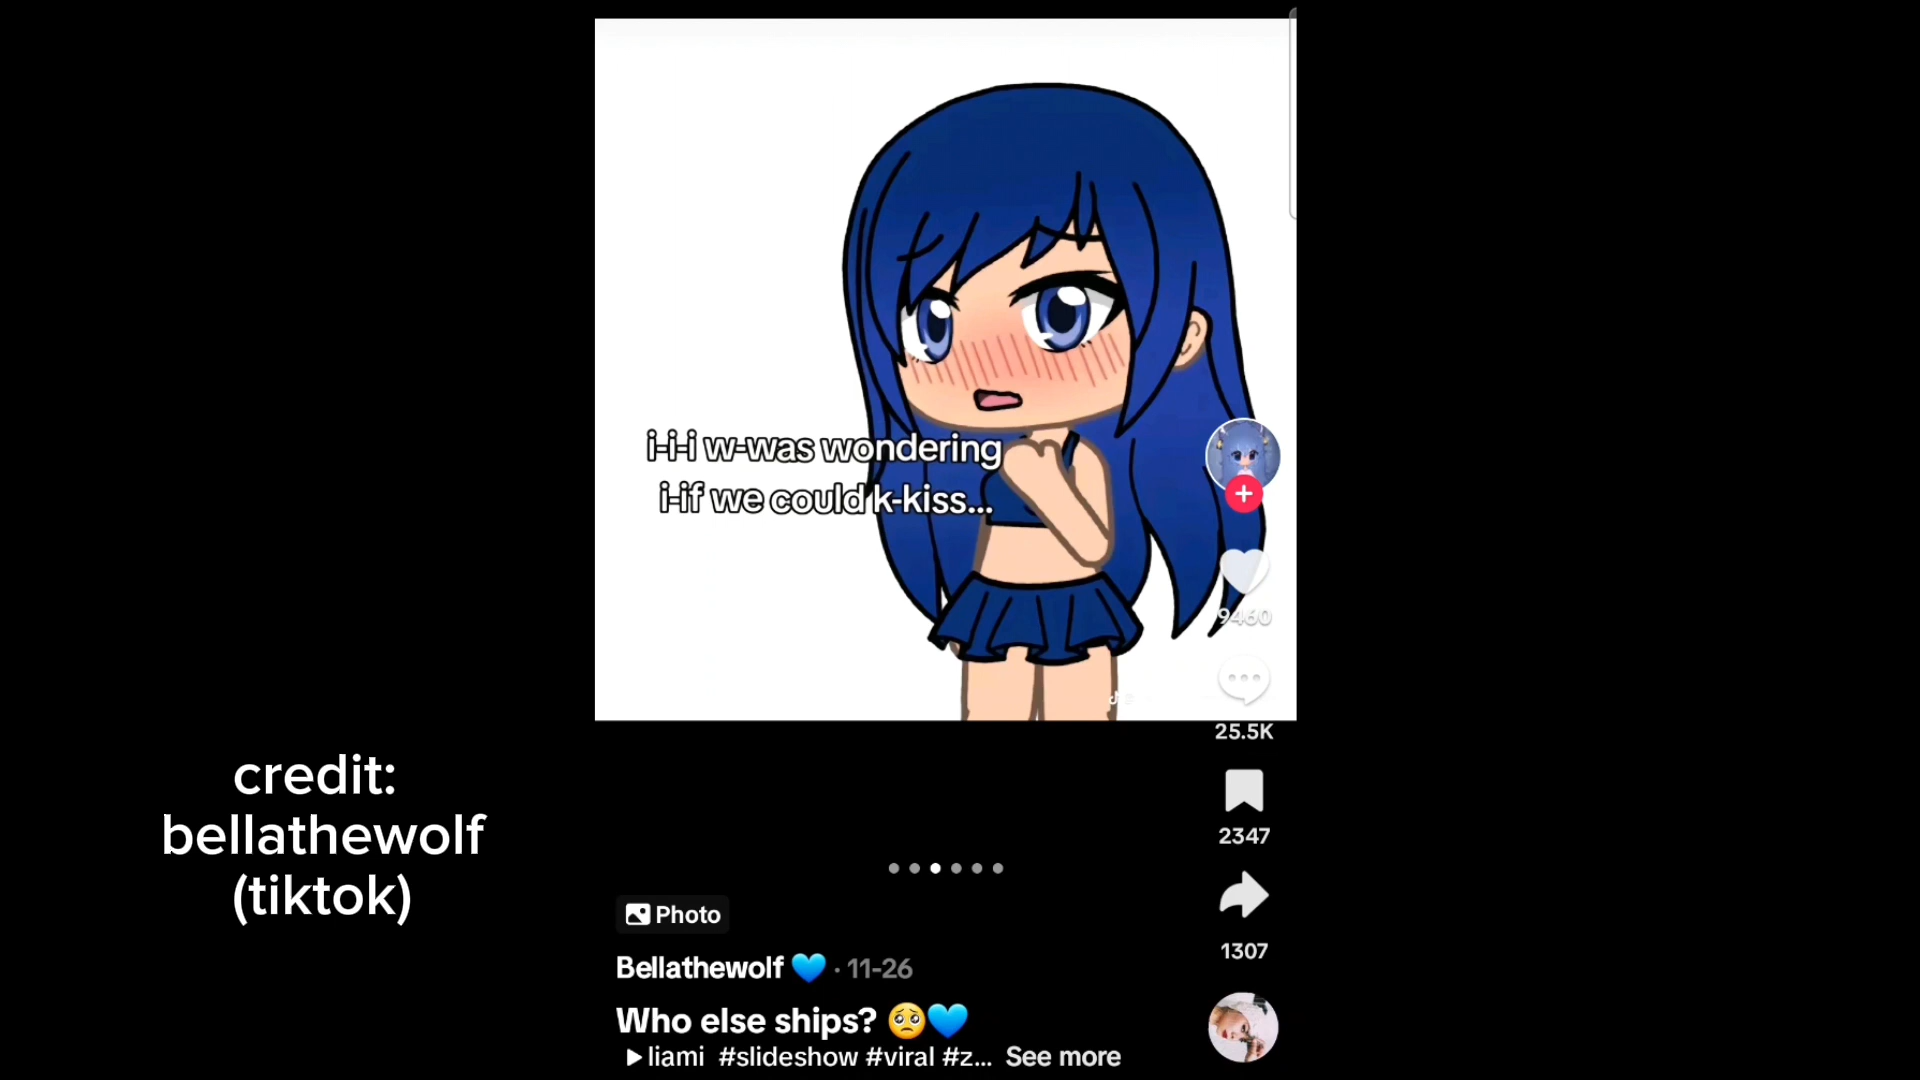 i-i-i w-was wondering
i-if we could k-kiss...
9460
25.5K
2347
1307
credit:
bellathewolf
(tiktok)
Photo
Bellathewolf 💙 · 11-26
Who else ships? 🥺💙
liami #slideshow #viral #z... See more